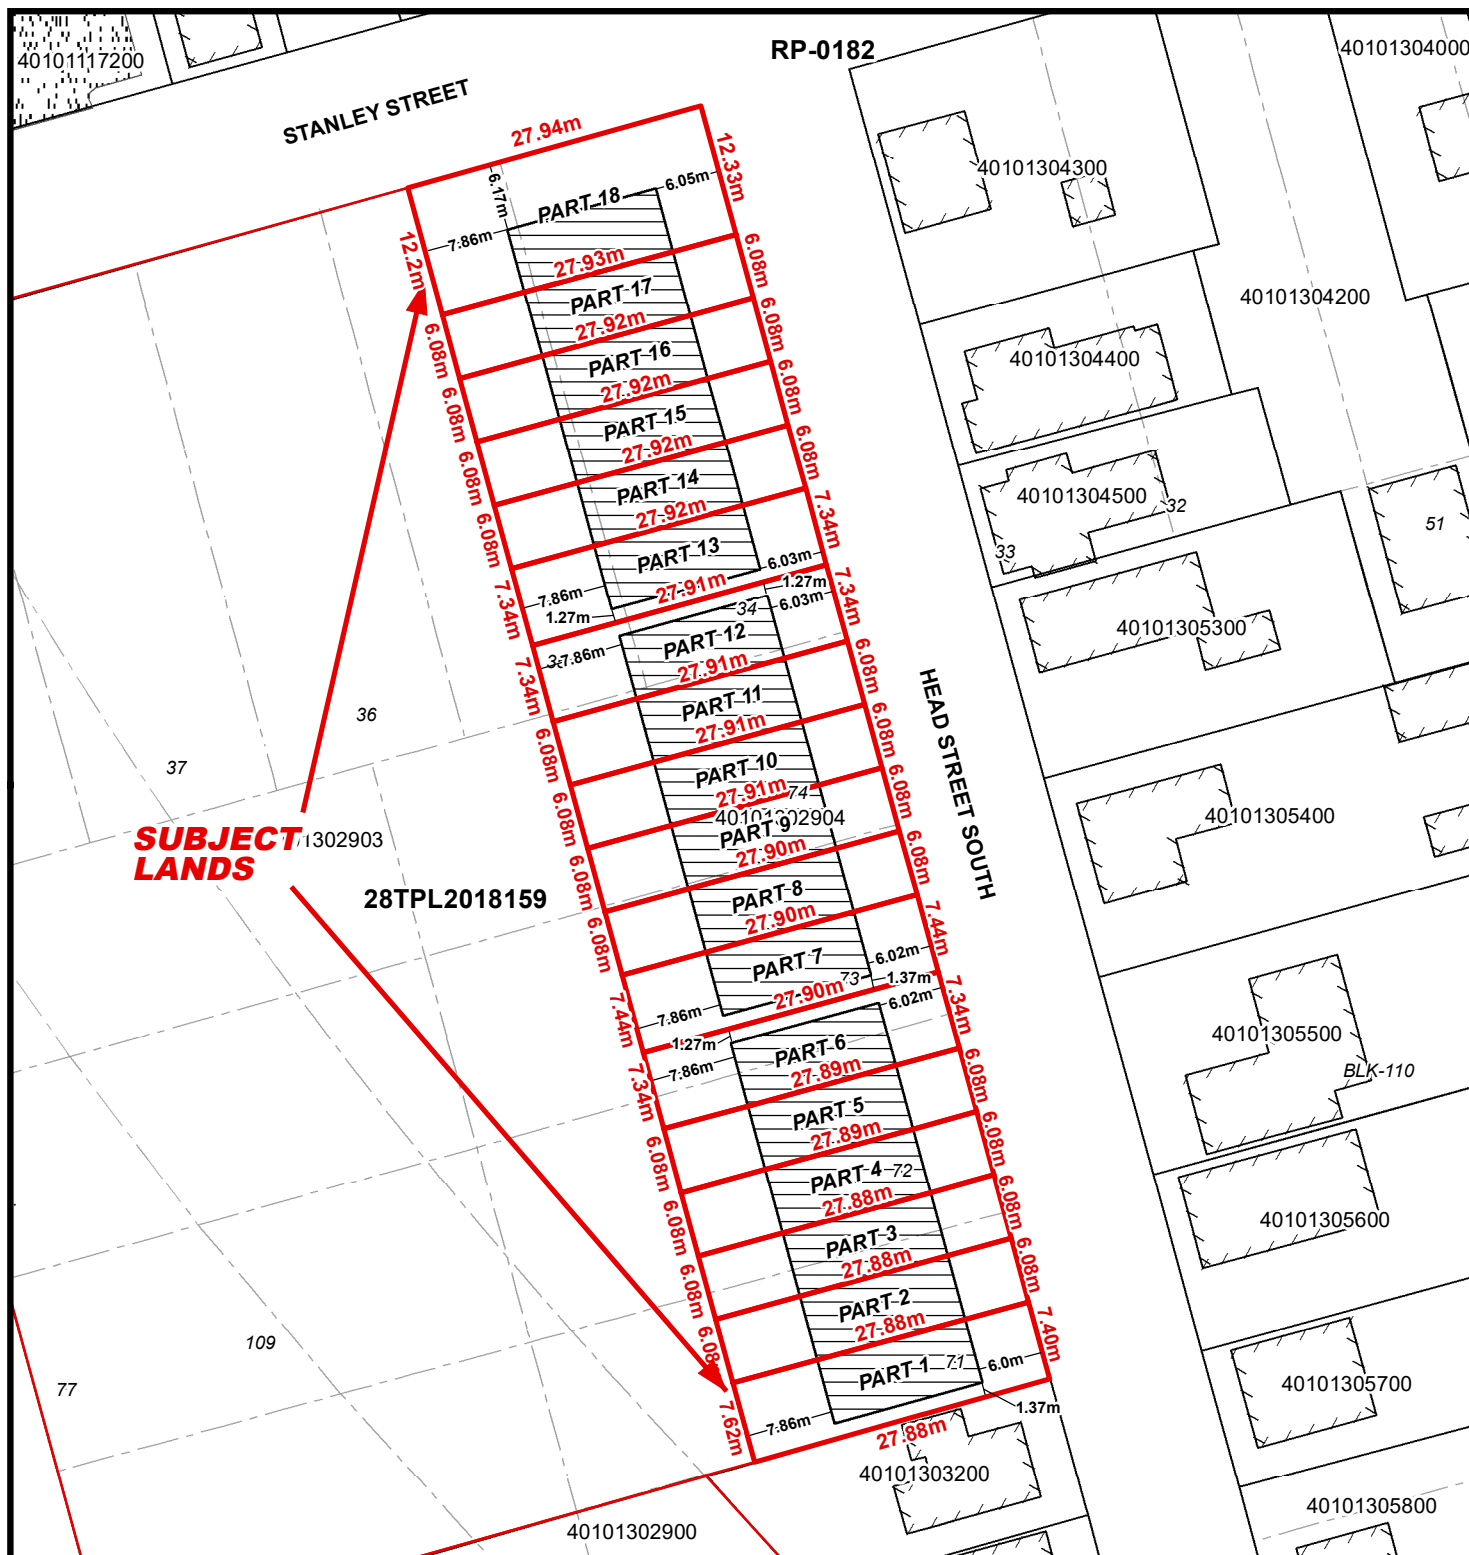 40101117200
RP-0182
40101304000
STANLEY STREET
27.94m
12.33m
6.17m
6.05m
PART 18
40101304300
7.86m
12.2m
27.93m
6.08m
PART 17
40101304200
27.92m
6.08m
6.08m
PART 16
40101304400
27.92m
6.08m
6.08m
PART 15
27.92m
6.08m
6.08m
PART 14
40101304500
32
51
33
27.92m
7.34m
6.08m
PART 13
6.03m
27.91m
1.27m
7.86m
1.27m
7.34m
7.34m
34
6.03m
PART 12
7.86m
40101305300
27.91m
6.08m
7.34m
HEAD STREET SOUTH
36
PART 11
27.91m
6.08m
6.08m
37
PART 10
27.91m
74
6.08m
6.08m
40101302904
40101305400
PART 9
SUBJECT
LANDS
1302903
27.90m
6.08m
6.08m
28TPL2018159
PART 8
27.90m
7.44m
6.08m
PART 7
6.02m
73
1.37m
27.90m
7.86m
6.02m
7.34m
7.44m
1.27m
PART 6
40101305500
BLK-110
7.86m
27.89m
6.08m
7.34m
PART 5
27.89m
6.08m
6.08m
PART 4
72
27.88m
6.08m
6.08m
PART 3
40101305600
27.88m
6.08m
6.08m
PART 2
27.88m
7.40m
6.08m
109
PART 1
71
6.0m
77
40101305700
1.37m
7.86m
7.62m
27.88m
40101303200
40101302900
40101305800